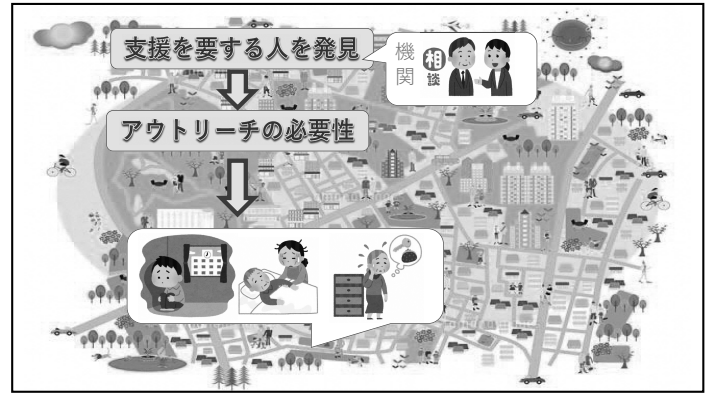 支援を要する人を発見
機関
相談
アウトリーチの必要性